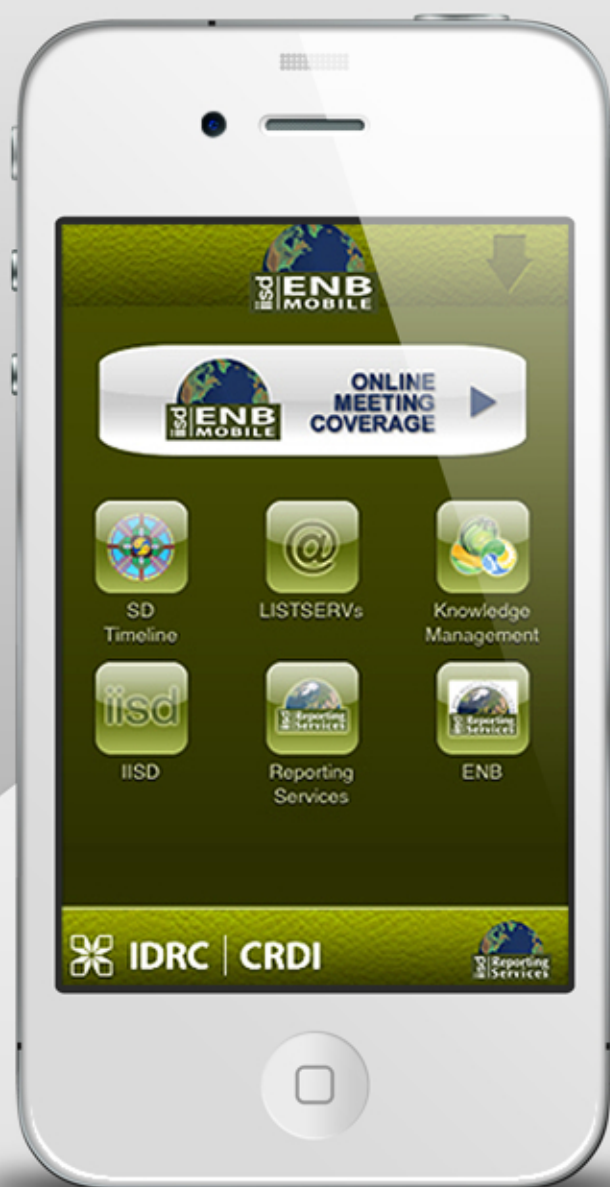 iisd ENB
MOBILE
iisd ENB
MOBILE
ONLINE
MEETING
COVERAGE
SD
Timeline
@
LISTSERVs
Knowledge
Management
iisd
IISD
iisd Reporting
Services
Reporting
Services
iisd Reporting
Services
ENB
IDRC | CRDI
iisd Reporting
Services